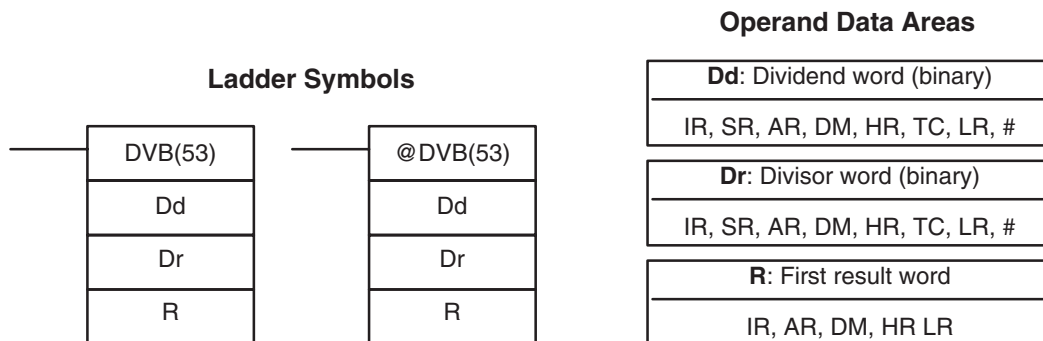 Operand Data Areas
Ladder Symbols
DVB(53)
Dd
Dr
R
@DVB(53)
Dd
Dr
R
Dd: Dividend word (binary)
IR, SR, AR, DM, HR, TC, LR, #
Dr: Divisor word (binary)
IR, SR, AR, DM, HR, TC, LR, #
R: First result word
IR, AR, DM, HR LR